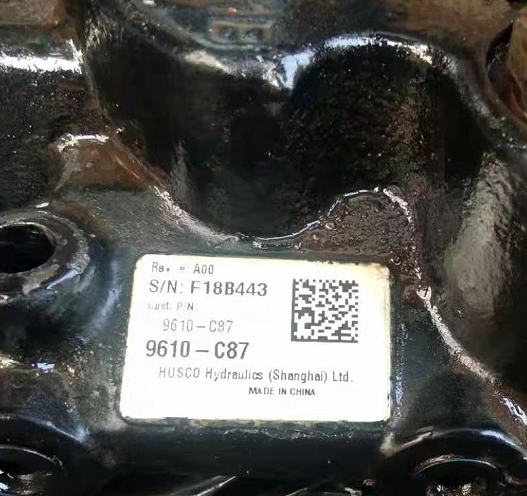 Rev = A00
S/N: F18B443
Cust. P/N:
9610-C87
9610-C87
HUSCO Hydraulics (Shanghai) Ltd.
MADE IN CHINA